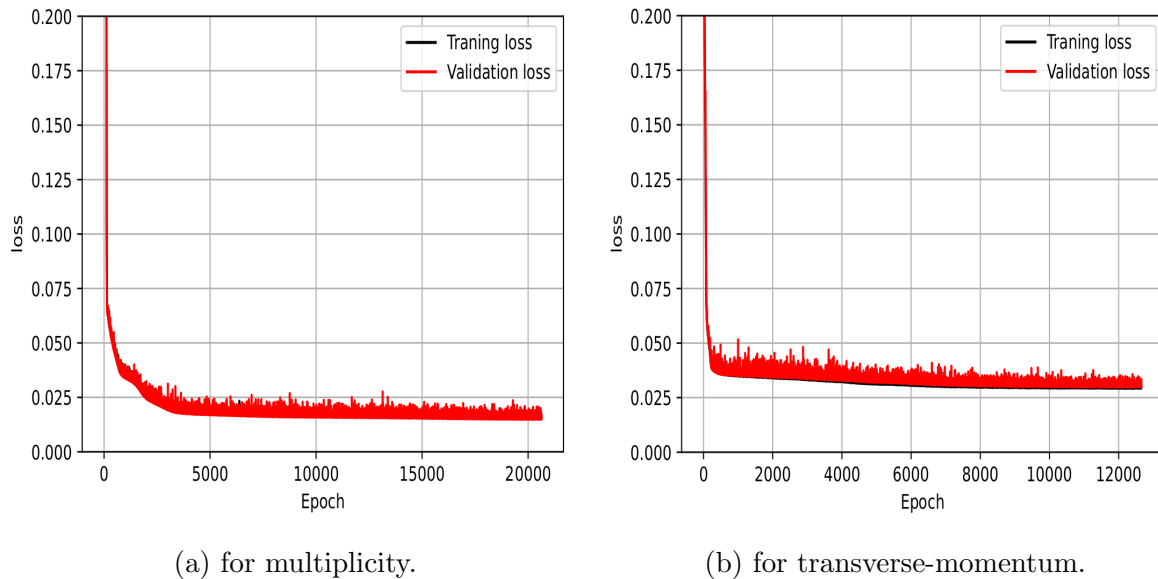 0.200
0.175
0.150
0.125
0.100
0.075
0.050
0.025
0.000
loss
0 5000 10000 15000 20000
Epoch
Traning loss
Validation loss
(a) for multiplicity.
0.200
0.175
0.150
0.125
0.100
0.075
0.050
0.025
0.000
loss
0 2000 4000 6000 8000 10000 12000
Epoch
Traning loss
Validation loss
(b) for transverse-momentum.